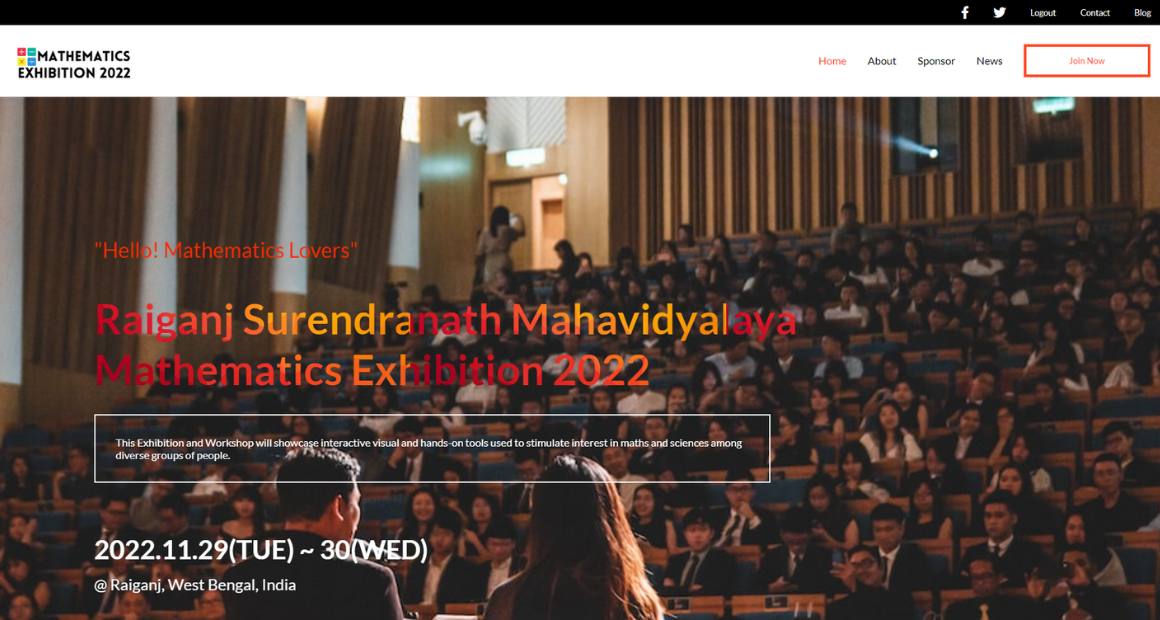 Logout Contact Blog
MATHEMATICS
EXHIBITION 2022
Home About Sponsor News Join Now
"Hello! Mathematics Lovers"
Raiganj Surendranath Mahavidyalaya
Mathematics Exhibition 2022
This Exhibition and Workshop will showcase interactive visual and hands-on tools used to stimulate interest in maths and sciences among
diverse groups of people.
2022.11.29(TUE) ~ 30(WED)
@ Raiganj, West Bengal, India